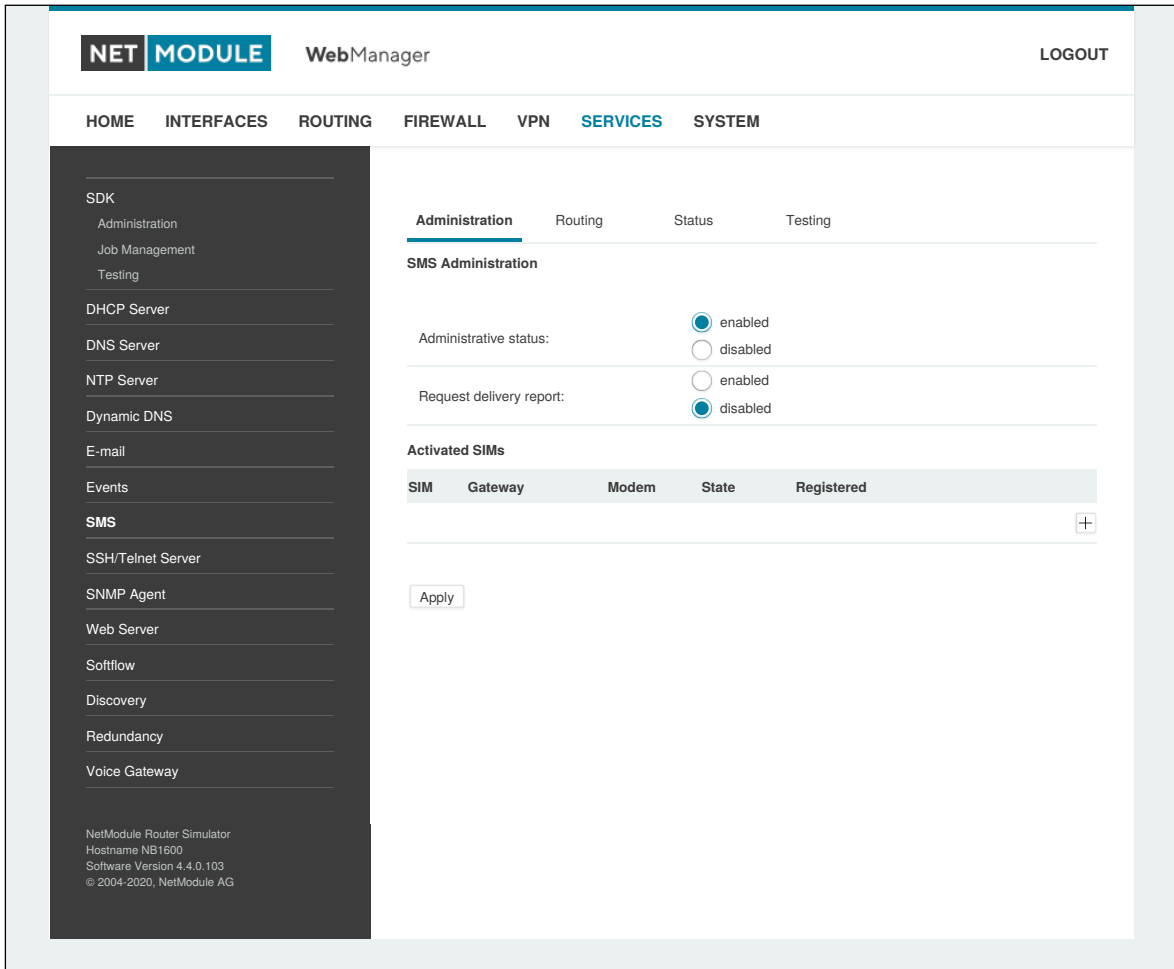 NET MODULE WebManager LOGOUT
HOME INTERFACES ROUTING FIREWALL VPN SERVICES SYSTEM
SDK
Administration
Job Management
Testing
DHCP Server
DNS Server
NTP Server
Dynamic DNS
E-mail
Events
SMS
SSH/Telnet Server
SNMP Agent
Web Server
Softflow
Discovery
Redundancy
Voice Gateway
NetModule Router Simulator
Hostname NB1600
Software Version 4.4.0.103
© 2004-2020, NetModule AG
Administration Routing Status Testing
SMS Administration
Administrative status:
enabled
disabled
Request delivery report:
enabled
disabled
Activated SIMs
SIM Gateway Modem State Registered
Apply